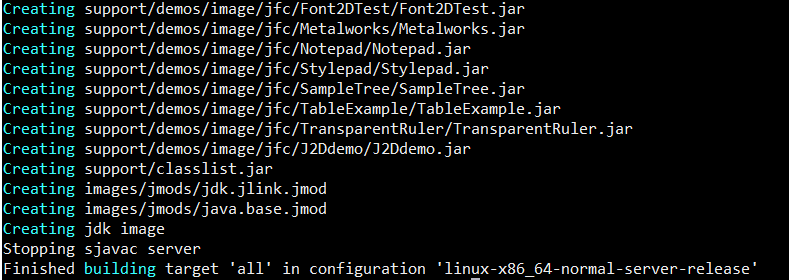 Creating support/demos/image/jfc/Font2DTest/Font2DTest.jar
Creating support/demos/image/jfc/Metalworks/Metalworks.jar
Creating support/demos/image/jfc/Notepad/Notepad.jar
Creating support/demos/image/jfc/Stylepad/Stylepad.jar
Creating support/demos/image/jfc/SampleTree/SampleTree.jar
Creating support/demos/image/jfc/TableExample/TableExample.jar
Creating support/demos/image/jfc/TransparentRuler/TransparentRuler.jar
Creating support/demos/image/jfc/J2Ddemo/J2Ddemo.jar
Creating support/classlist.jar
Creating images/jmods/jdk.jlink.jmod
Creating images/jmods/java.base.jmod
Creating jdk image
Stopping sjavac server
Finished building target 'all' in configuration 'linux-x86_64-normal-server-release'